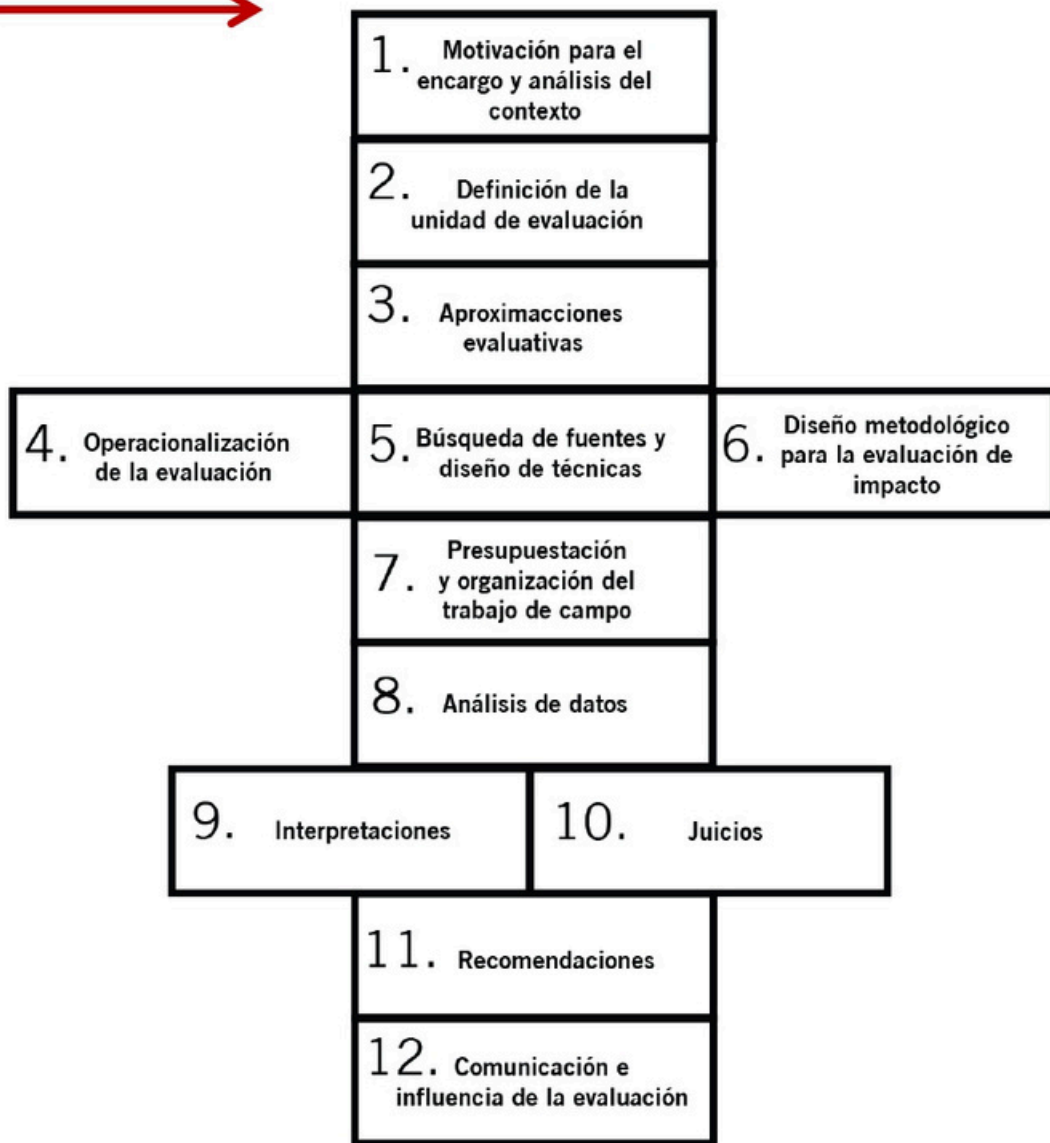 1. Motivación para el
encargo y análisis del
contexto
2. Definición de la
unidad de evaluación
3. Aproximacciones
evaluativas
4. Operacionalización
de la evaluación
5. Búsqueda de fuentes y
diseño de técnicas
6. Diseño metodológico
para la evaluación de
impacto
7. Presupuestación
y organización del
trabajo de campo
8. Análisis de datos
9. Interpretaciones
10. Juicios
11. Recomendaciones
12. Comunicación e
influencia de la evaluación